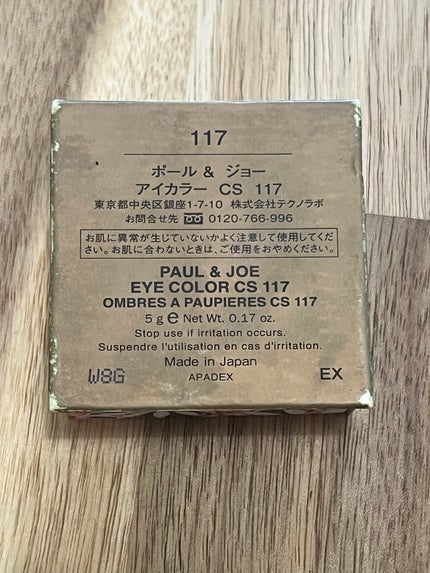 117
ポール & ジョー
アイカラー CS 117
東京都中央区銀座1-7-10 株式会社テクノラボ
お問合せ先 0120-766-996
お肌に異常が生じていないかよく注意して使用してくだ
さい。お肌に合わないときは、ご使用をおやめください。
PAUL & JOE
EYE COLOR CS 117
OMBRES A PAUPIERES CS 117
5 g e Net Wt. 0.17 oz.
Stop use if irritation occurs.
Suspendre l'utilisation en cas d'irritation.
Made in Japan
W8G APADEX EX